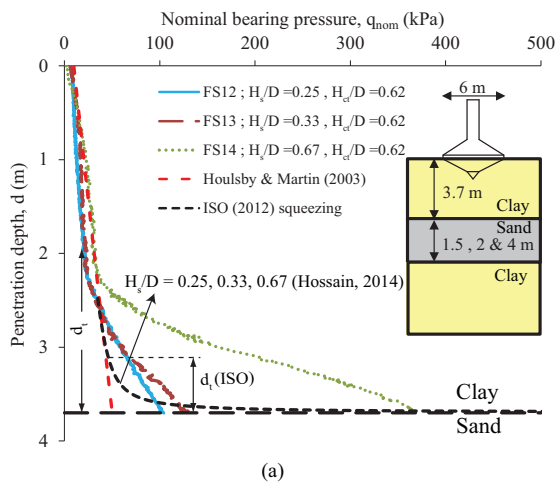 Nominal bearing pressure, q_nom (kPa)
0 100 200 300 400 500
0
1
2
3
4
Penetration depth, d (m)
FS12 ; H_s/D =0.25 , H_ct/D =0.62
FS13 ; H_s/D =0.33 , H_ct/D =0.62
FS14 ; H_s/D =0.67 , H_ct/D =0.62
Houlsby & Martin (2003)
ISO (2012) squeezing
6 m
3.7 m
Clay
Sand
1.5 , 2 & 4 m
Clay
H_s/D = 0.25, 0.33, 0.67 (Hossain, 2014)
d_t
d_t(ISO)
Clay
Sand
(a)